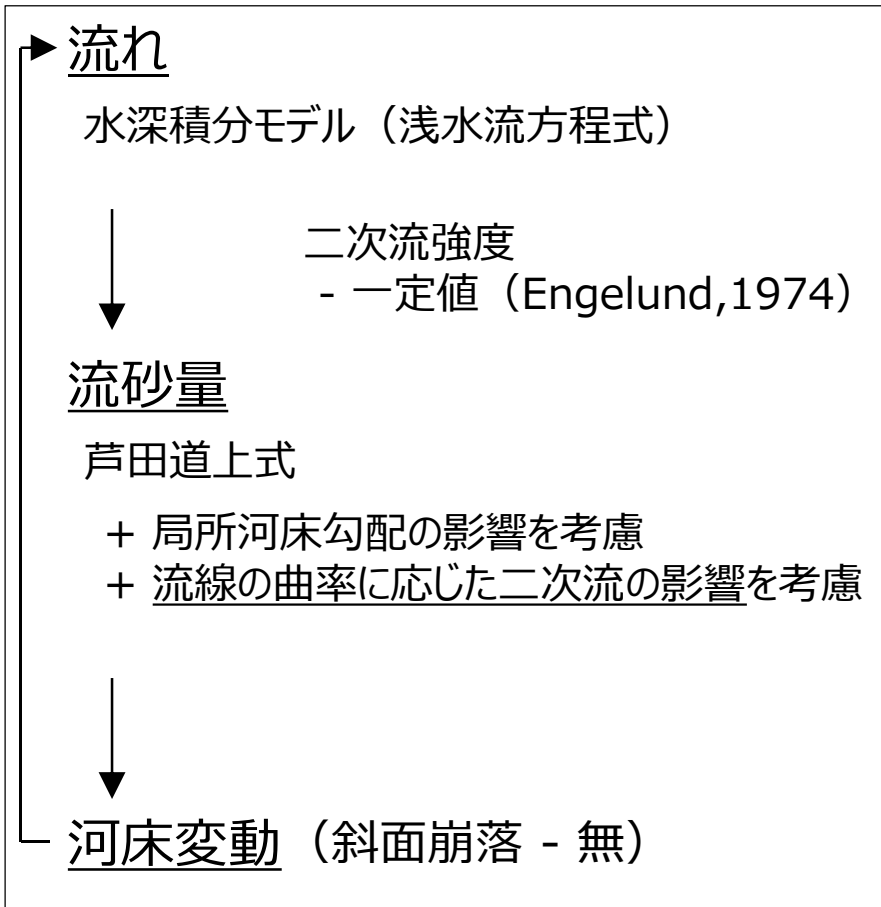 流れ
水深積分モデル（浅水流方程式）
二次流強度
- 一定値（Engelund,1974）
流砂量
芦田道上式
+ 局所河床勾配の影響を考慮
+ 流線の曲率に応じた二次流の影響を考慮
河床変動（斜面崩落 - 無）